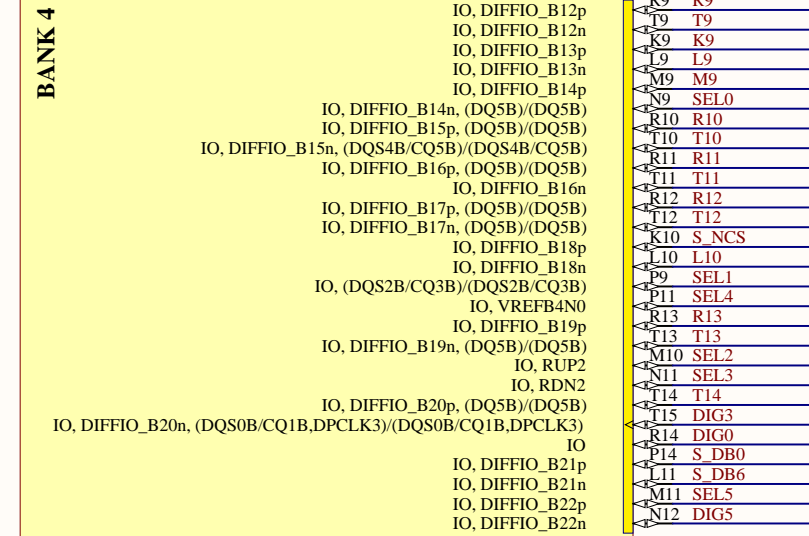 BANK 4
IO, DIFFIO_B12p
IO, DIFFIO_B12n T9 T9
IO, DIFFIO_B13p K9 K9
IO, DIFFIO_B13n L9 L9
IO, DIFFIO_B14p M9 M9
IO, DIFFIO_B14n, (DQ5B)/(DQ5B) N9 SEL0
IO, DIFFIO_B15p, (DQ5B)/(DQ5B) R10 R10
IO, DIFFIO_B15n, (DQS4B/CQ5B)/(DQS4B/CQ5B) T10 T10
IO, DIFFIO_B16p, (DQ5B)/(DQ5B) R11 R11
IO, DIFFIO_B16n T11 T11
IO, DIFFIO_B17p, (DQ5B)/(DQ5B) R12 R12
IO, DIFFIO_B17n, (DQ5B)/(DQ5B) T12 T12
IO, DIFFIO_B18p K10 S_NCS
IO, DIFFIO_B18n L10 L10
IO, (DQS2B/CQ3B)/(DQS2B/CQ3B) P9 SEL1
IO, VREFB4N0 P11 SEL4
IO, DIFFIO_B19p R13 R13
IO, DIFFIO_B19n, (DQ5B)/(DQ5B) T13 T13
IO, RUP2 M10 SEL2
IO, RDN2 N11 SEL3
IO, DIFFIO_B20p, (DQ5B)/(DQ5B) T14 T14
IO, DIFFIO_B20n, (DQS0B/CQ1B,DPCLK3)/(DQS0B/CQ1B,DPCLK3) T15 DIG3
IO R14 DIG0
IO, DIFFIO_B21p P14 S_DB0
IO, DIFFIO_B21n L11 S_DB6
IO, DIFFIO_B22p M11 SEL5
IO, DIFFIO_B22n N12 DIG5